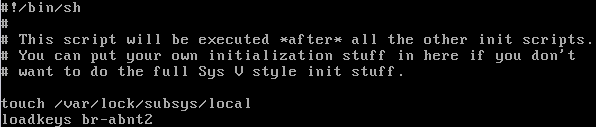 #!/bin/sh
#
# This script will be executed *after* all the other init scripts.
# You can put your own initialization stuff in here if you don't
# want to do the full Sys V style init stuff.

touch /var/lock/subsys/local
loadkeys br-abnt2